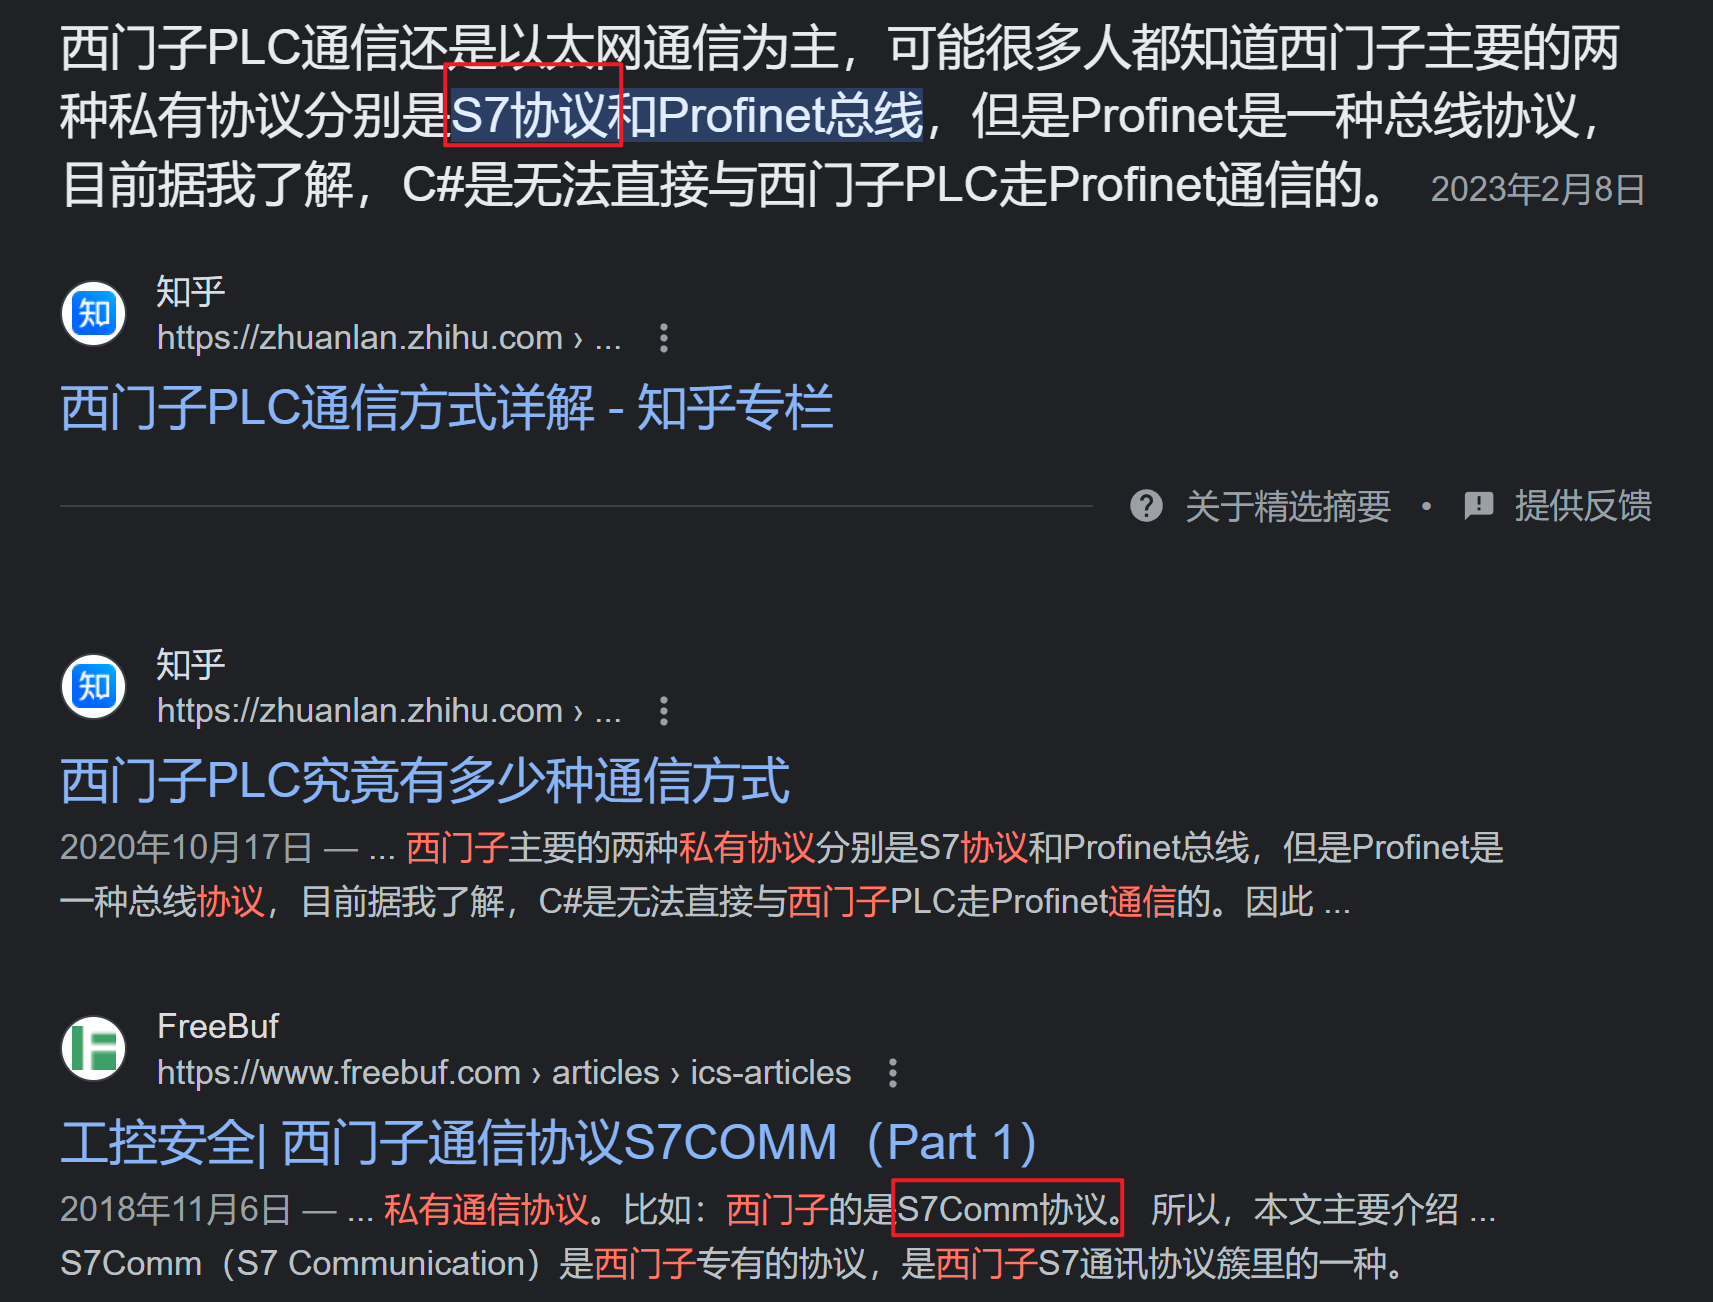 西门子PLC通信还是以太网通信为主，可能很多人都知道西门子主要的两
种私有协议分别是S7协议和Profinet总线，但是Profinet是一种总线协议，
目前据我了解，C#是无法直接与西门子PLC走Profinet通信的。 2023年2月8日
知
知乎
https://zhuanlan.zhihu.com › ...
西门子PLC通信方式详解 - 知乎专栏
关于精选摘要 • 提供反馈
知
知乎
https://zhuanlan.zhihu.com › ...
西门子PLC究竟有多少种通信方式
2020年10月17日 — ... 西门子主要的两种私有协议分别是S7协议和Profinet总线，但是Profinet是
一种总线协议，目前据我了解，C#是无法直接与西门子PLC走Profinet通信的。因此 ...
FreeBuf
https://www.freebuf.com › articles › ics-articles
工控安全| 西门子通信协议S7COMM（Part 1）
2018年11月6日 — ... 私有通信协议。比如：西门子的是S7Comm协议。 所以，本文主要介绍 ...
S7Comm（S7 Communication）是西门子专有的协议，是西门子S7通讯协议簇里的一种。